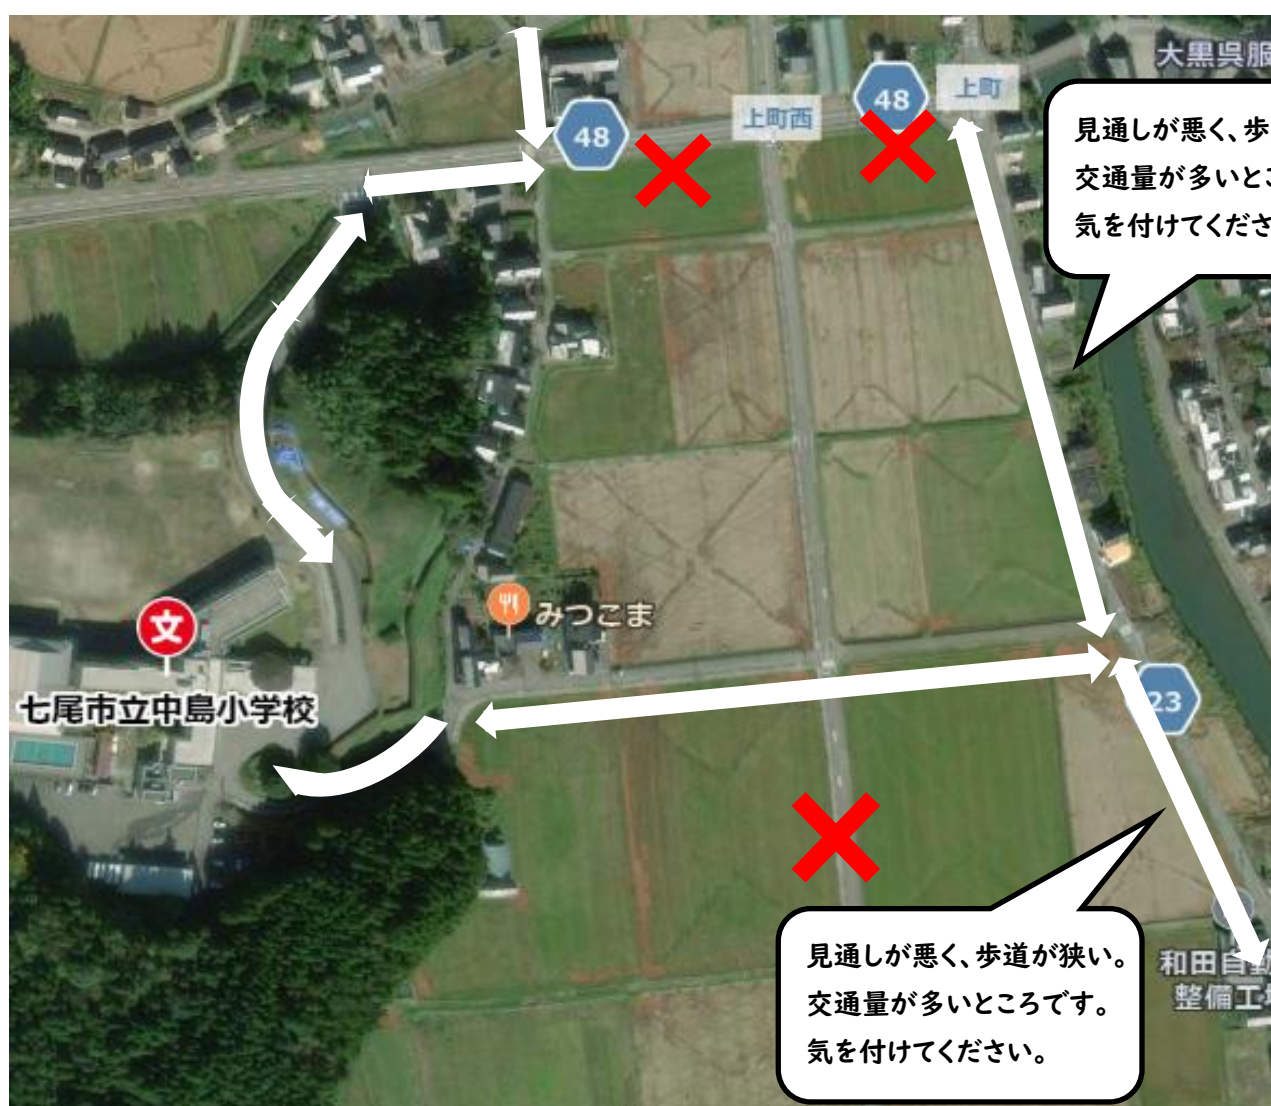 大黒呉服
48
上町
48
上町西
見通しが悪く、歩
交通量が多いとこ
気を付けてくださ
みつこま
文
七尾市立中島小学校
23
見通しが悪く、歩道が狭い。
交通量が多いところです。
気を付けてください。
和田自動
整備工場